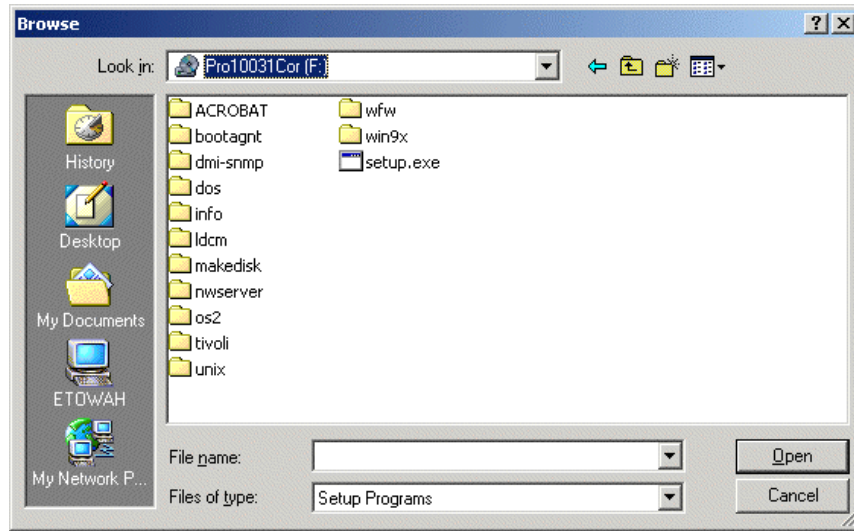 Browse
Look in: Pro10031Cor (F:)
History
Desktop
My Documents
ETOWAH
My Network P...
ACROBAT
bootagnt
dmi-snmp
dos
info
ldcm
makedisk
nwserver
os2
tivoli
unix
wfw
win9x
setup.exe
File name:
Open
Files of type: Setup Programs
Cancel